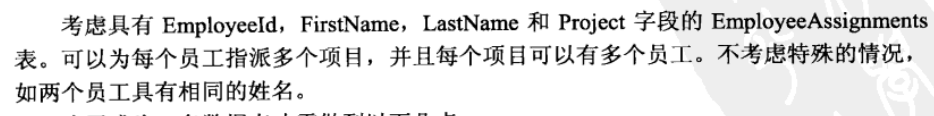 考虑具有 EmployeeId，FirstName，LastName 和 Project 字段的 EmployeeAssignments
表。可以为每个员工指派多个项目，并且每个项目可以有多个员工。不考虑特殊的情况，
如两个员工具有相同的姓名。